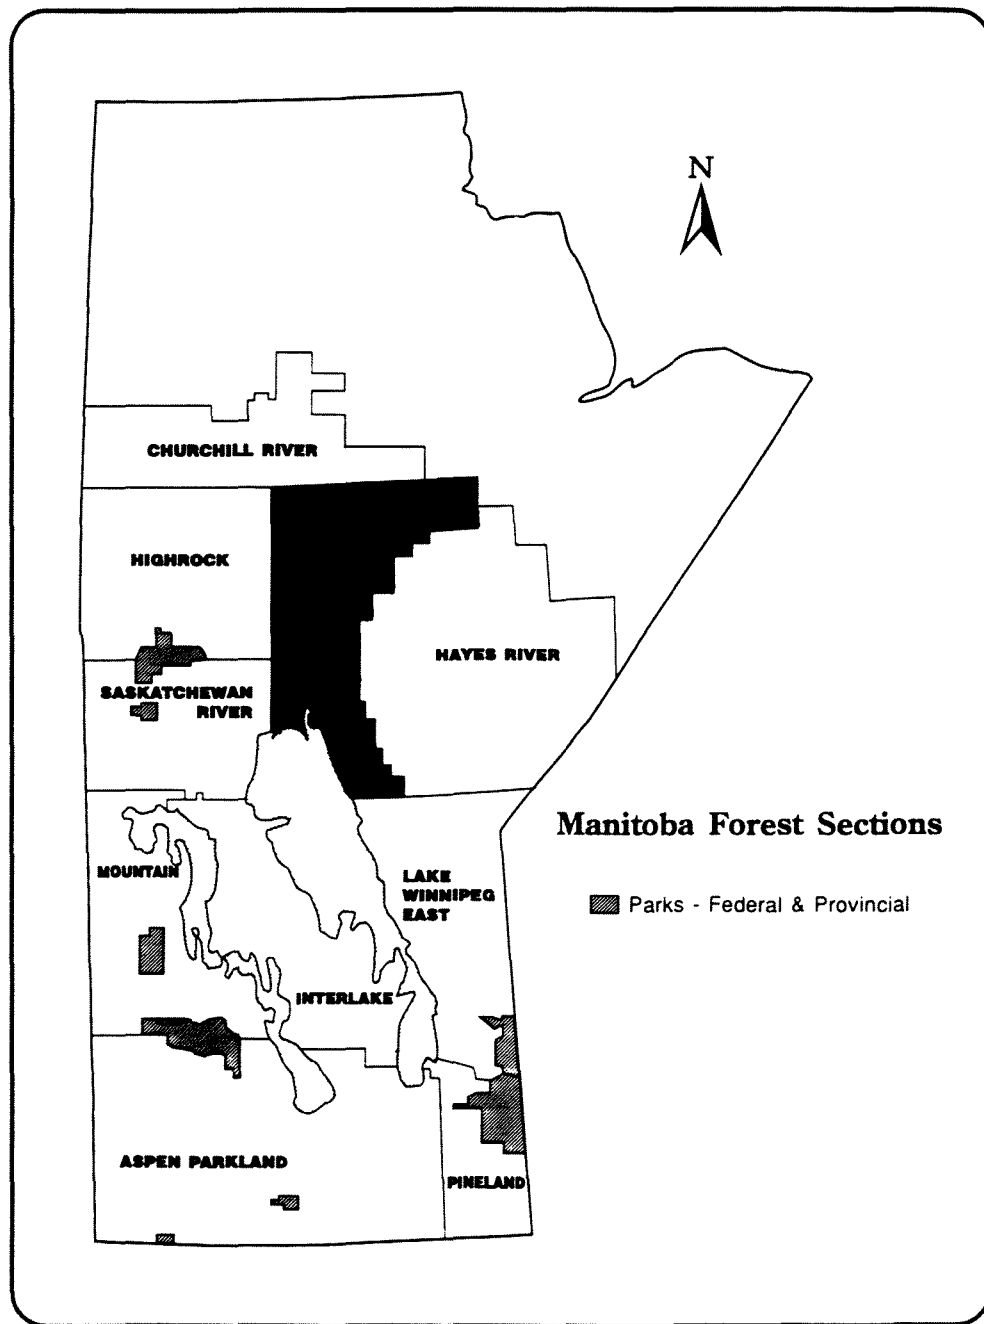 N
CHURCHILL RIVER
HIGHROCK
HAYES RIVER
SASKATCHEWAN
RIVER
Manitoba Forest Sections
MOUNTAIN
LAKE
WINNIPEG
EAST
Parks - Federal & Provincial
INTERLAKE
ASPEN PARKLAND
PINELAND